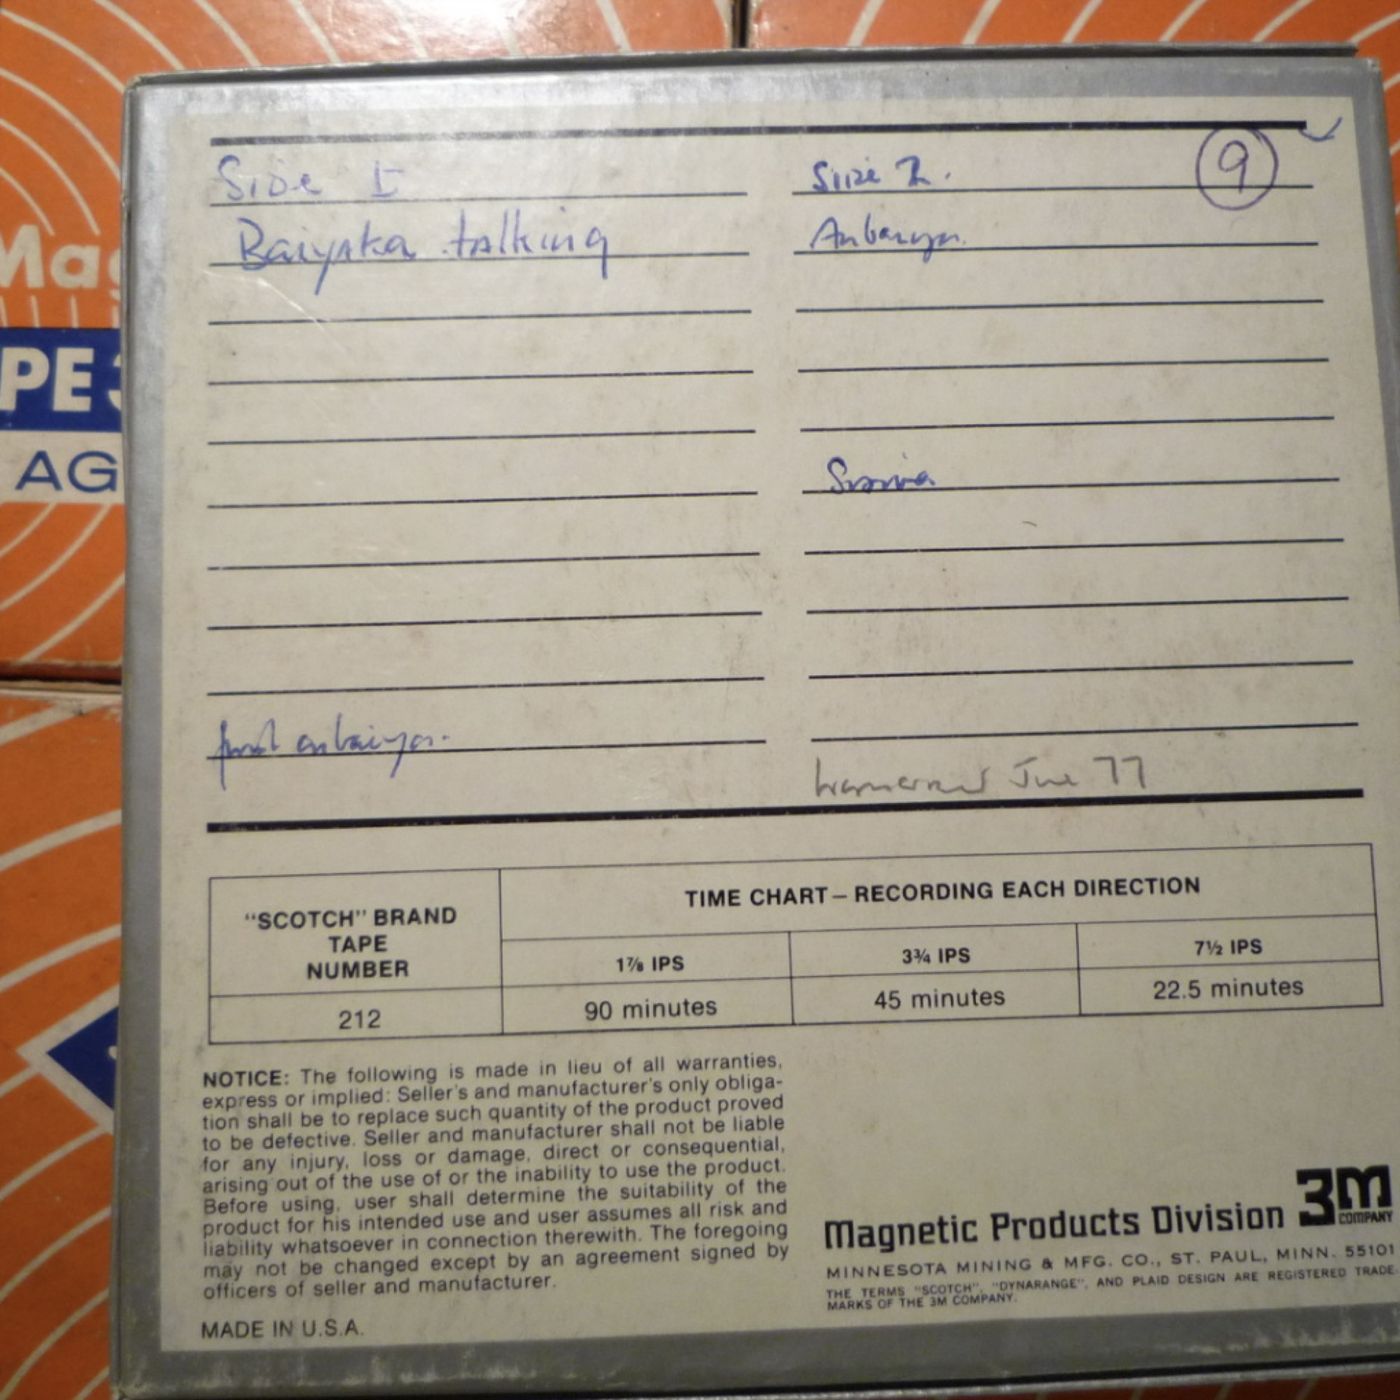 Mag
PE 3
AG
9
Side I
Baiyaka talking
Side 2.
Anbaiya.
anbaiya.
June 77
"SCOTCH" BRAND
TAPE
NUMBER
TIME CHART – RECORDING EACH DIRECTION
1⅞ IPS
3¾ IPS
7½ IPS
212
90 minutes
45 minutes
22.5 minutes
NOTICE: The following is made in lieu of all warranties,
express or implied: Seller's and manufacturer's only obliga-
tion shall be to replace such quantity of the product proved
to be defective. Seller and manufacturer shall not be liable
for any injury, loss or damage, direct or consequential,
arising out of the use of or the inability to use the product.
Before using, user shall determine the suitability of the
product for his intended use and user assumes all risk and
liability whatsoever in connection therewith. The foregoing
may not be changed except by an agreement signed by
officers of seller and manufacturer.
MADE IN U.S.A.
Magnetic Products Division 3M
COMPANY
MINNESOTA MINING & MFG. CO., ST. PAUL, MINN. 55101
THE TERMS "SCOTCH", "DYNARANGE", AND PLAID DESIGN ARE REGISTERED TRADE-
MARKS OF THE 3M COMPANY.